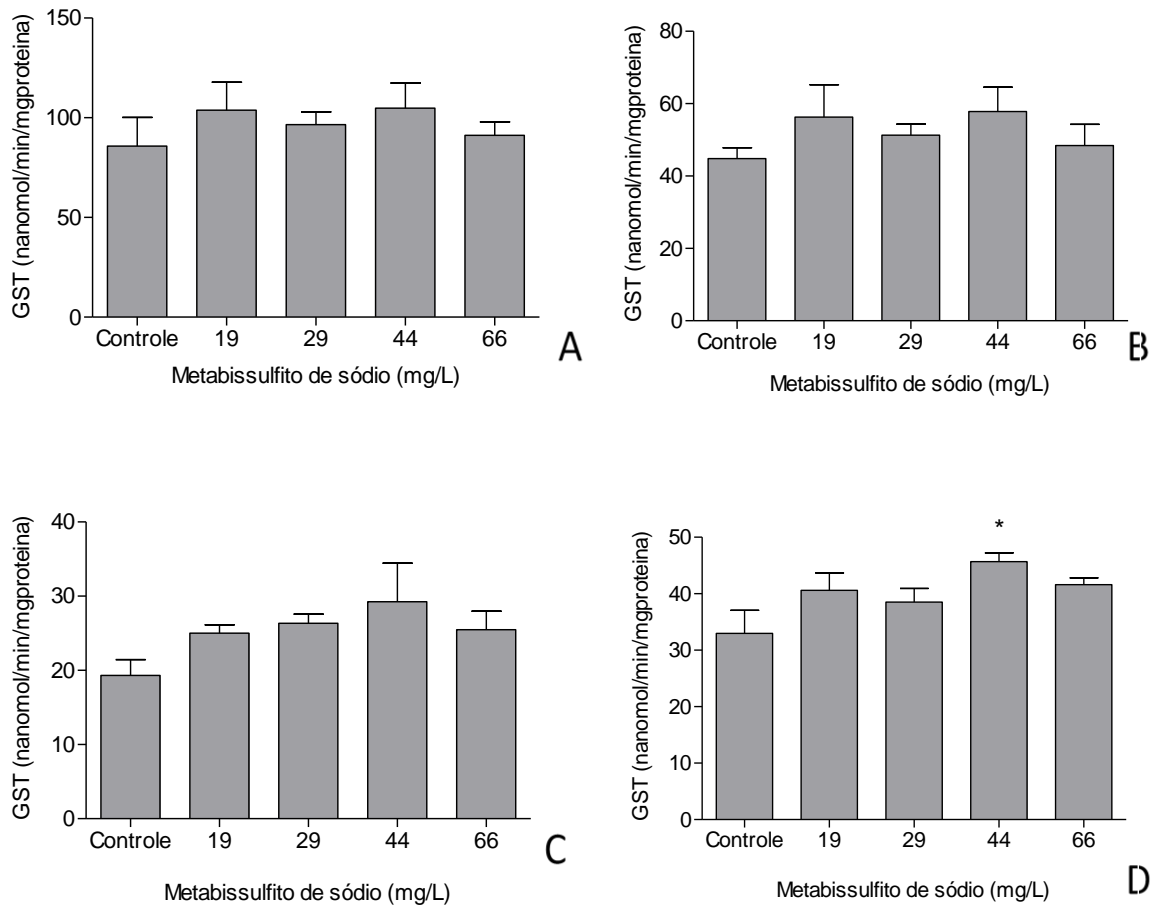 GST (nanomol/min/mgproteina)
150
100
50
0
Controle 19 29 44 66
Metabissulfito de sódio (mg/L)
A
GST (nanomol/min/mgproteina)
80
60
40
20
0
Controle 19 29 44 66
Metabissulfito de sódio (mg/L)
B
GST (nanomol/min/mgproteina)
40
30
20
10
0
Controle 19 29 44 66
Metabissulfito de sódio (mg/L)
C
GST (nanomol/min/mgproteina)
*
50
40
30
20
10
0
Controle 19 29 44 66
Metabissulfito de sódio (mg/L)
D